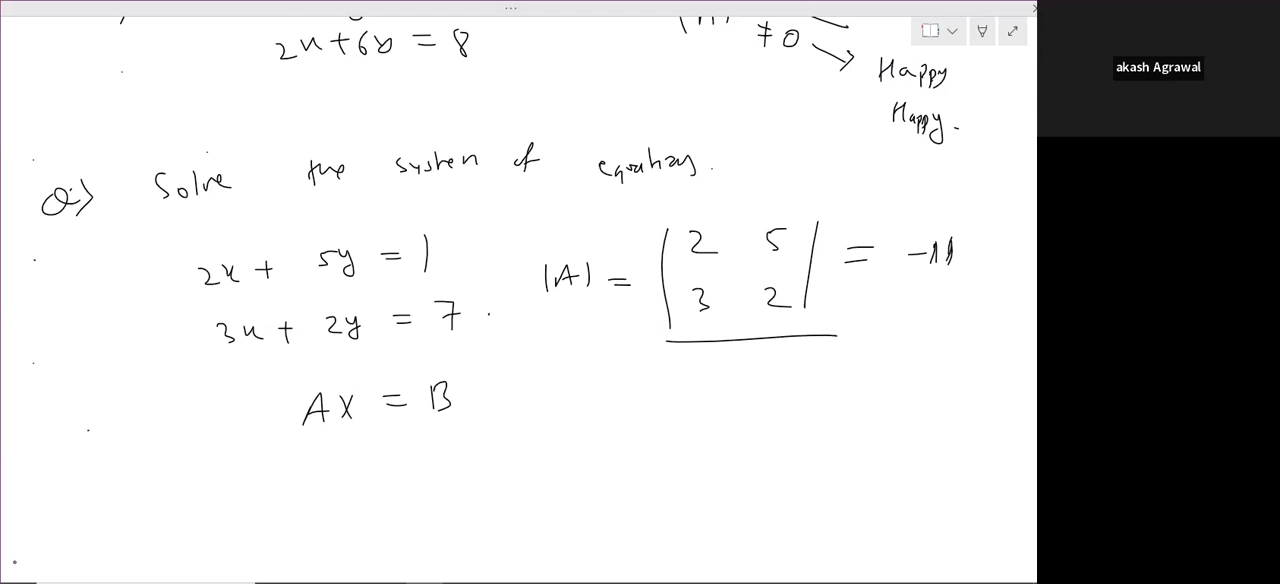 2x+6y = 8
≠0
Happy
Happy.
Q:) Solve the system of equations.
2x + 5y = 1
3x + 2y = 7.
|A| = | 2 5 | = -11
| 3 2 |
AX = B
akash Agrawal